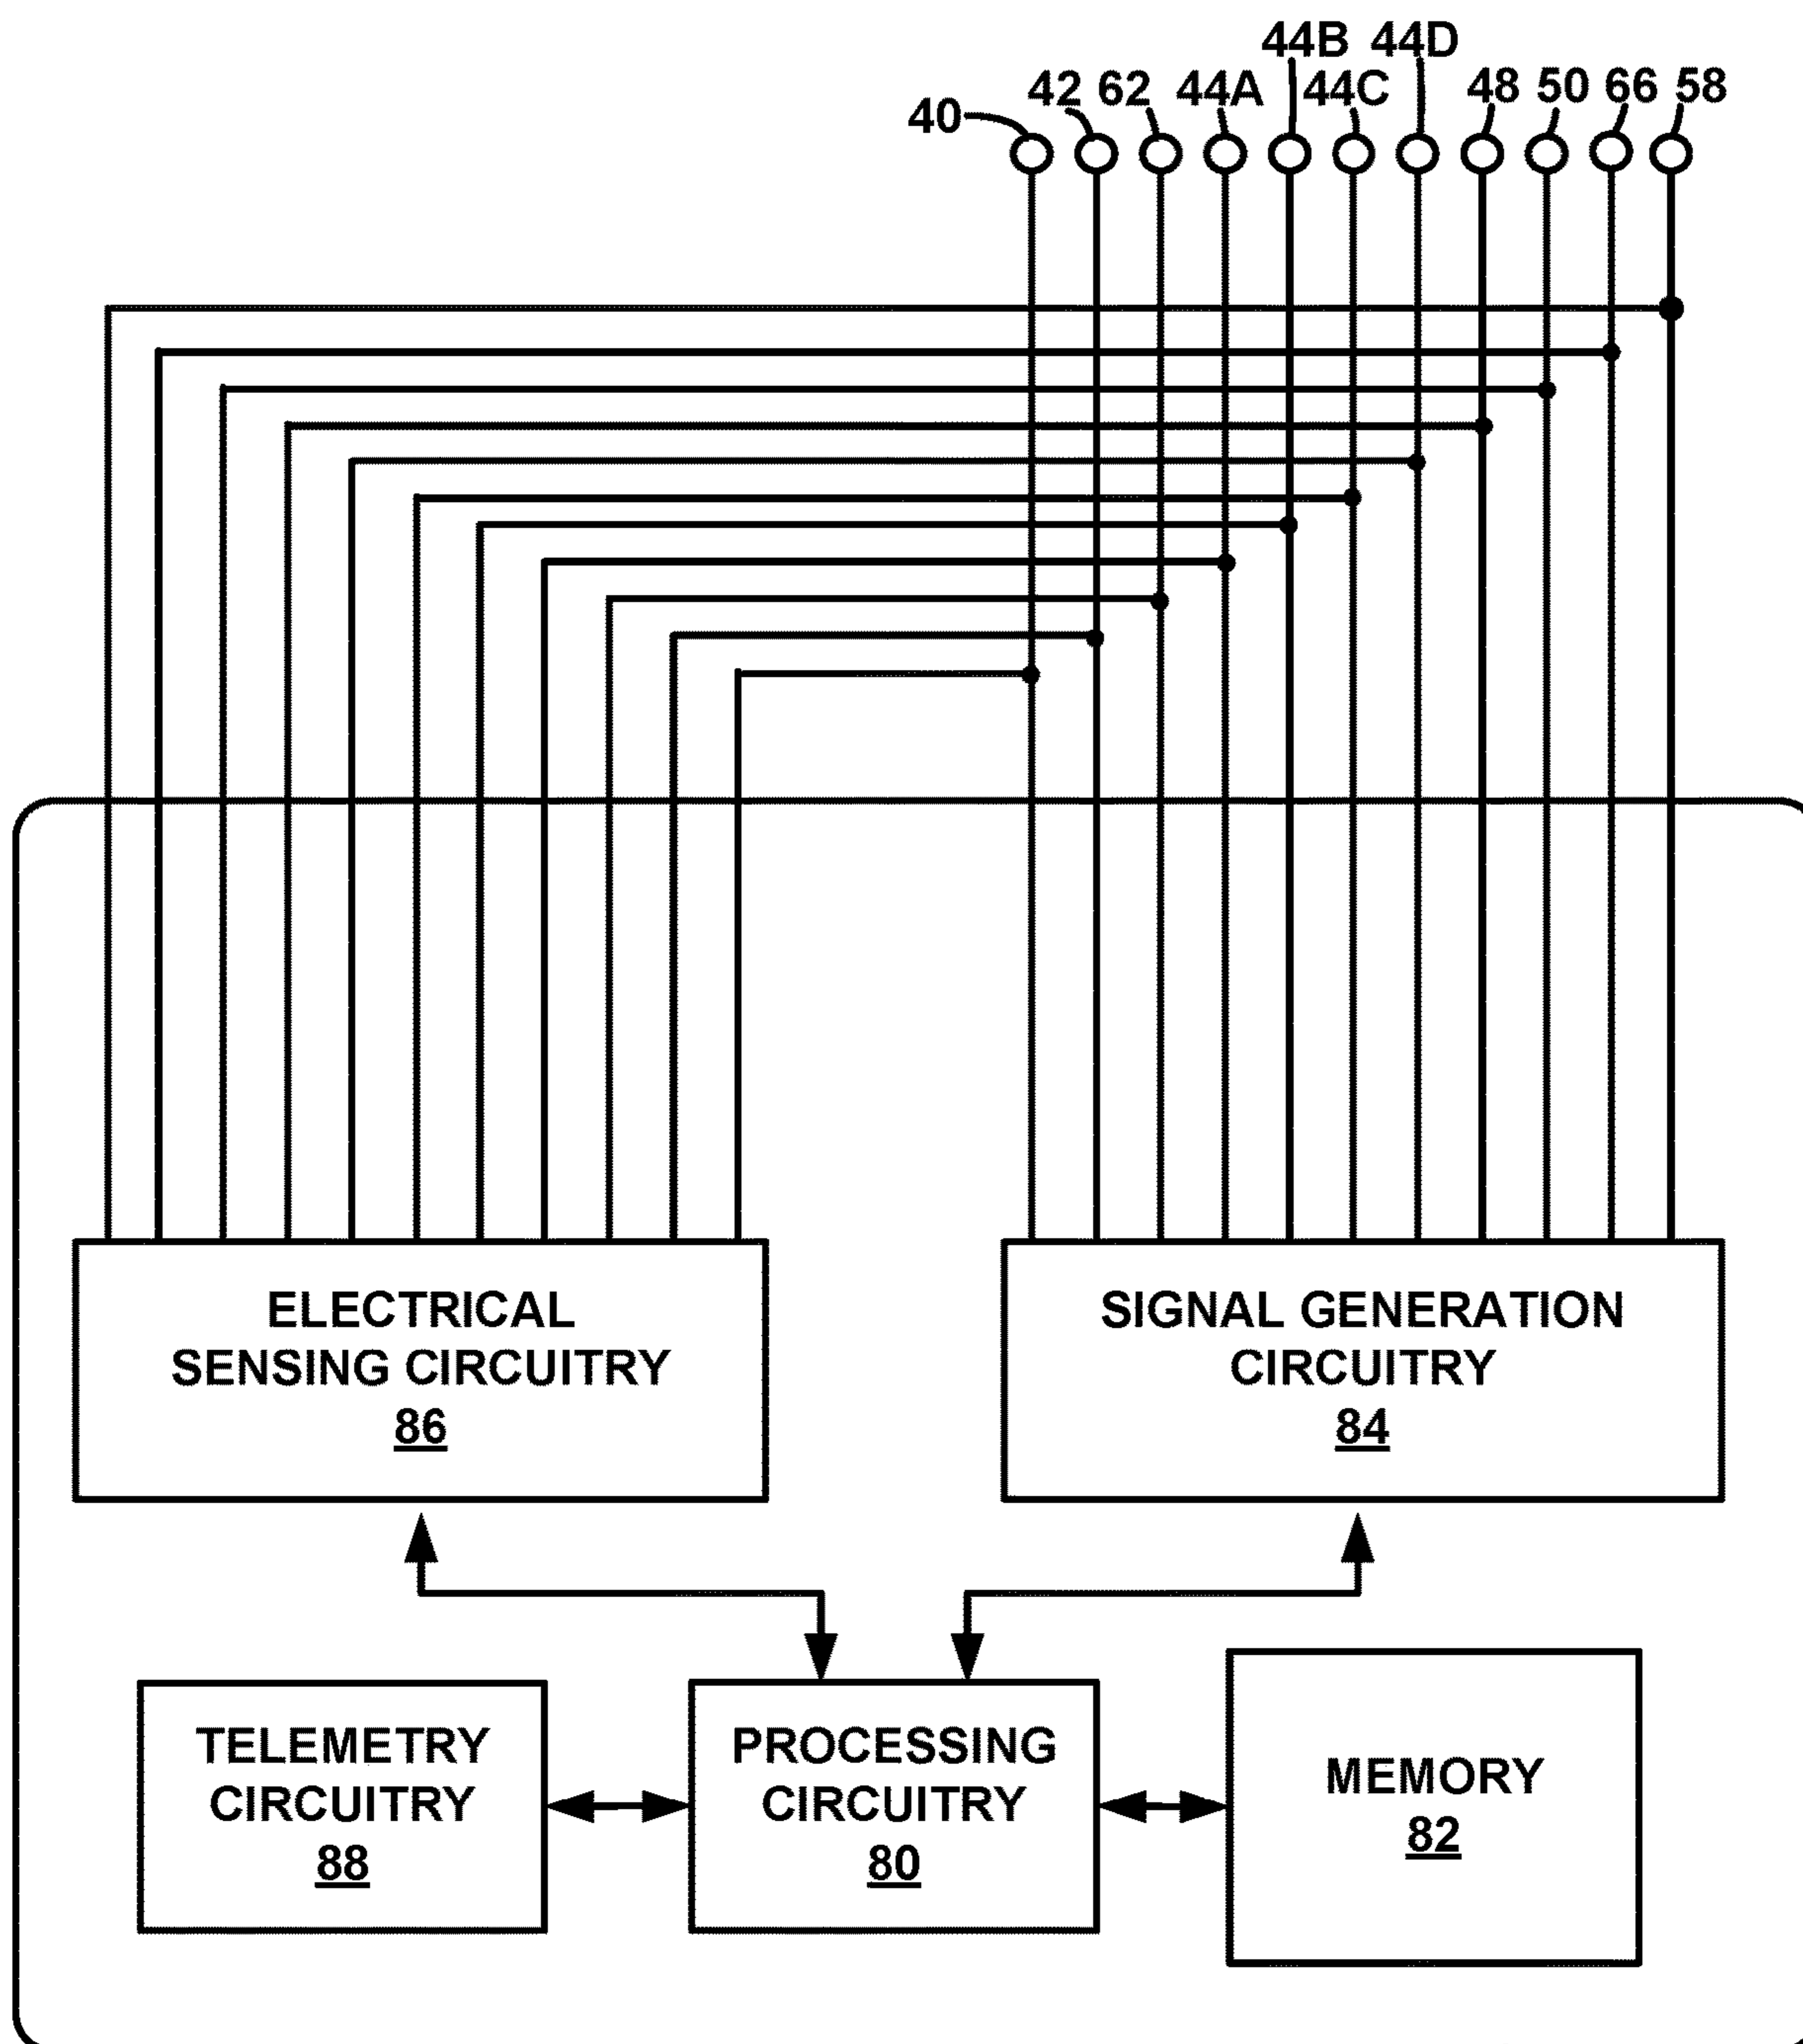 44B 44D
40 42 62 44A 44C 48 50 66 58
ELECTRICAL
SENSING CIRCUITRY
86
SIGNAL GENERATION
CIRCUITRY
84
TELEMETRY
CIRCUITRY
88
PROCESSING
CIRCUITRY
80
MEMORY
82